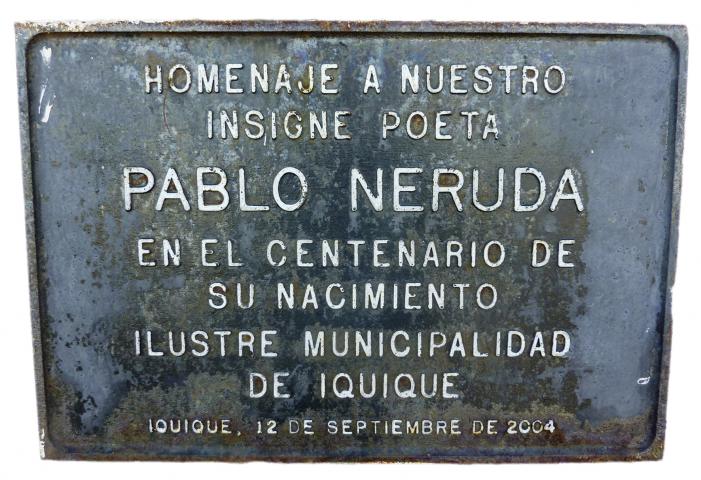 HOMENAJE A NUESTRO
INSIGNE POETA
PABLO NERUDA
EN EL CENTENARIO DE
SU NACIMIENTO
ILUSTRE MUNICIPALIDAD
DE IQUIQUE
IQUIQUE, 12 DE SEPTIEMBRE DE 2004